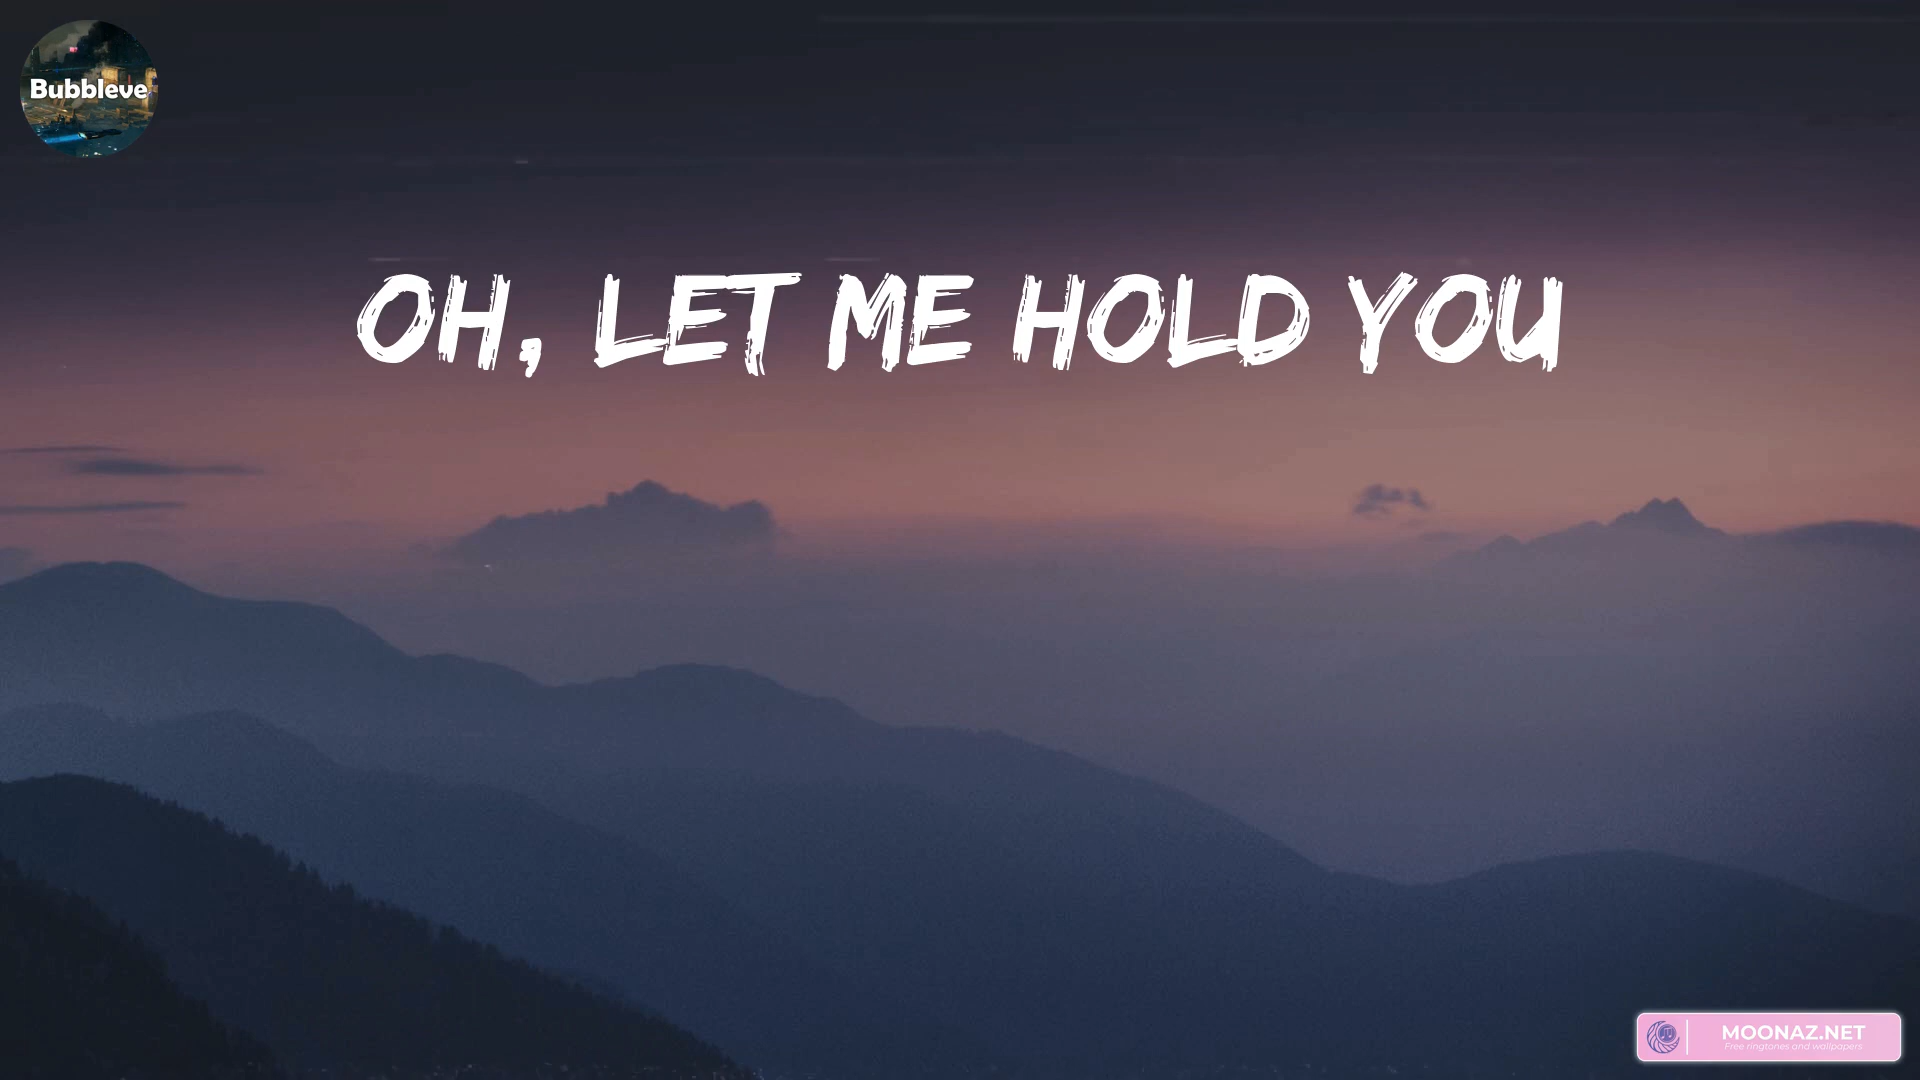 Bubbleve
OH, LET ME HOLD YOU
MOONAZ.NET
Free ringtones and wallpapers